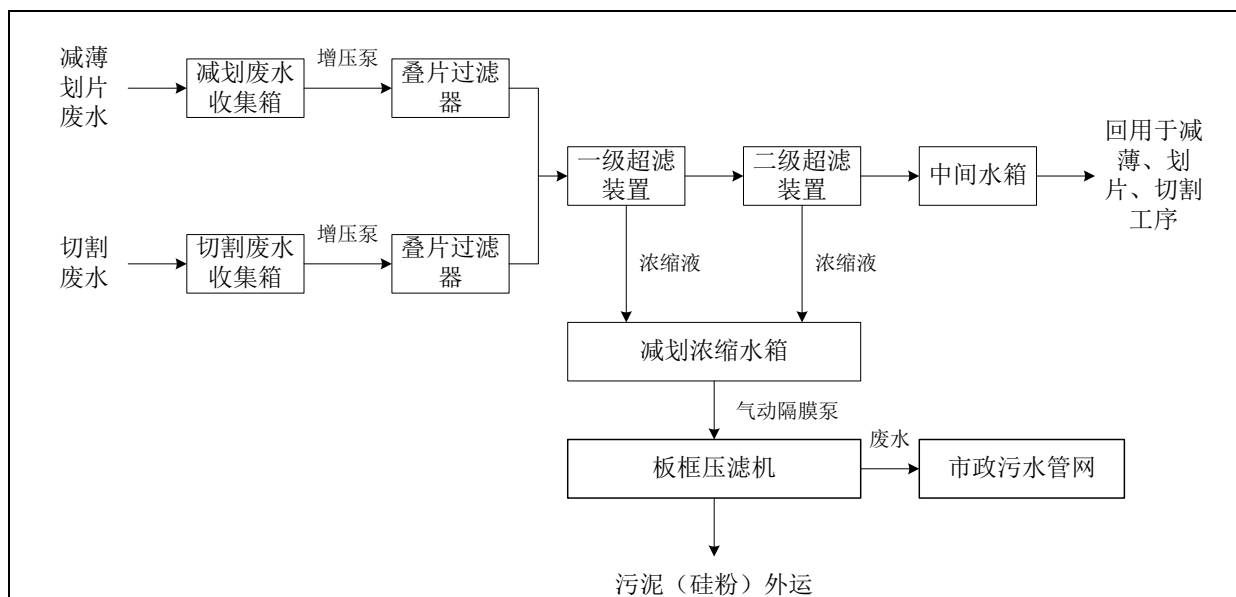 减薄
划片
废水
减划废水
收集箱
增压泵
叠片过滤
器
切割
废水
切割废水
收集箱
增压泵
叠片过滤
器
一级超滤
装置
二级超滤
装置
中间水箱
回用于减
薄、划
片、切割
工序
浓缩液
浓缩液
减划浓缩水箱
气动隔膜泵
板框压滤机
废水
市政污水管网
污泥（硅粉）外运